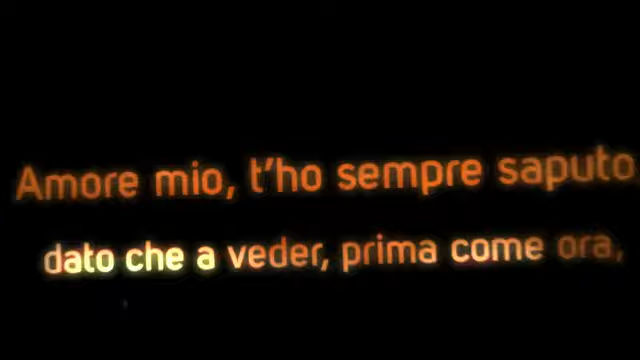 Amore mio, t'ho sempre saputo
dato che a veder, prima come ora,